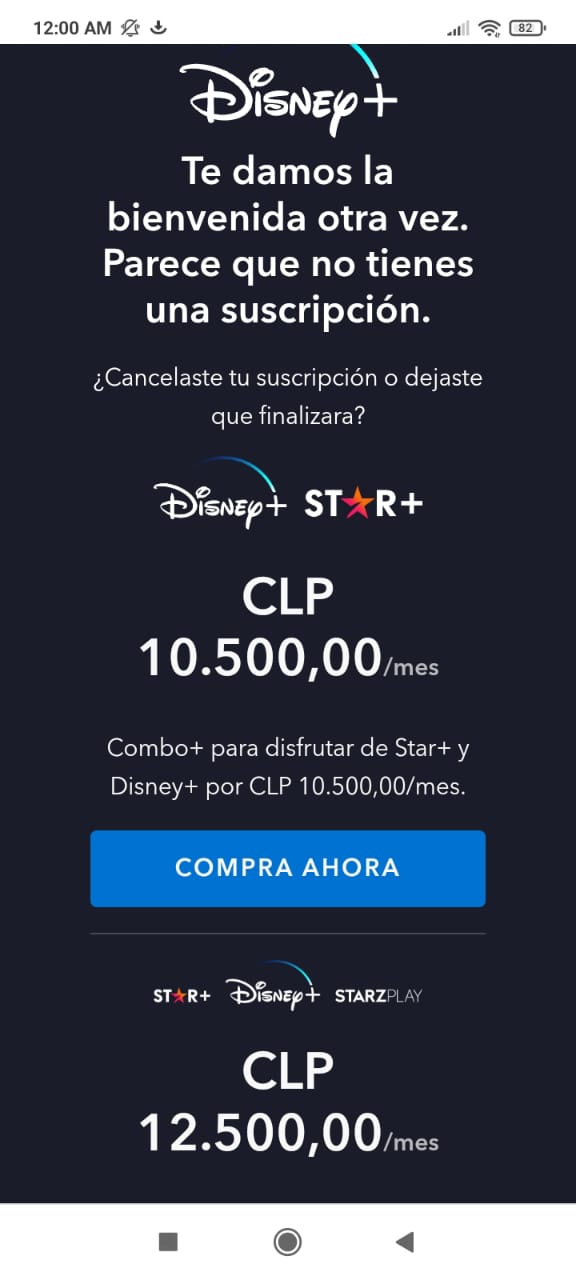 12:00 AM 82
Disney+
Te damos la
bienvenida otra vez.
Parece que no tienes
una suscripción.
¿Cancelaste tu suscripción o dejaste
que finalizara?
Disney+ ST★R+
CLP
10.500,00/mes
Combo+ para disfrutar de Star+ y
Disney+ por CLP 10.500,00/mes.
COMPRA AHORA
ST★R+ Disney+ STARZPLAY
CLP
12.500,00/mes